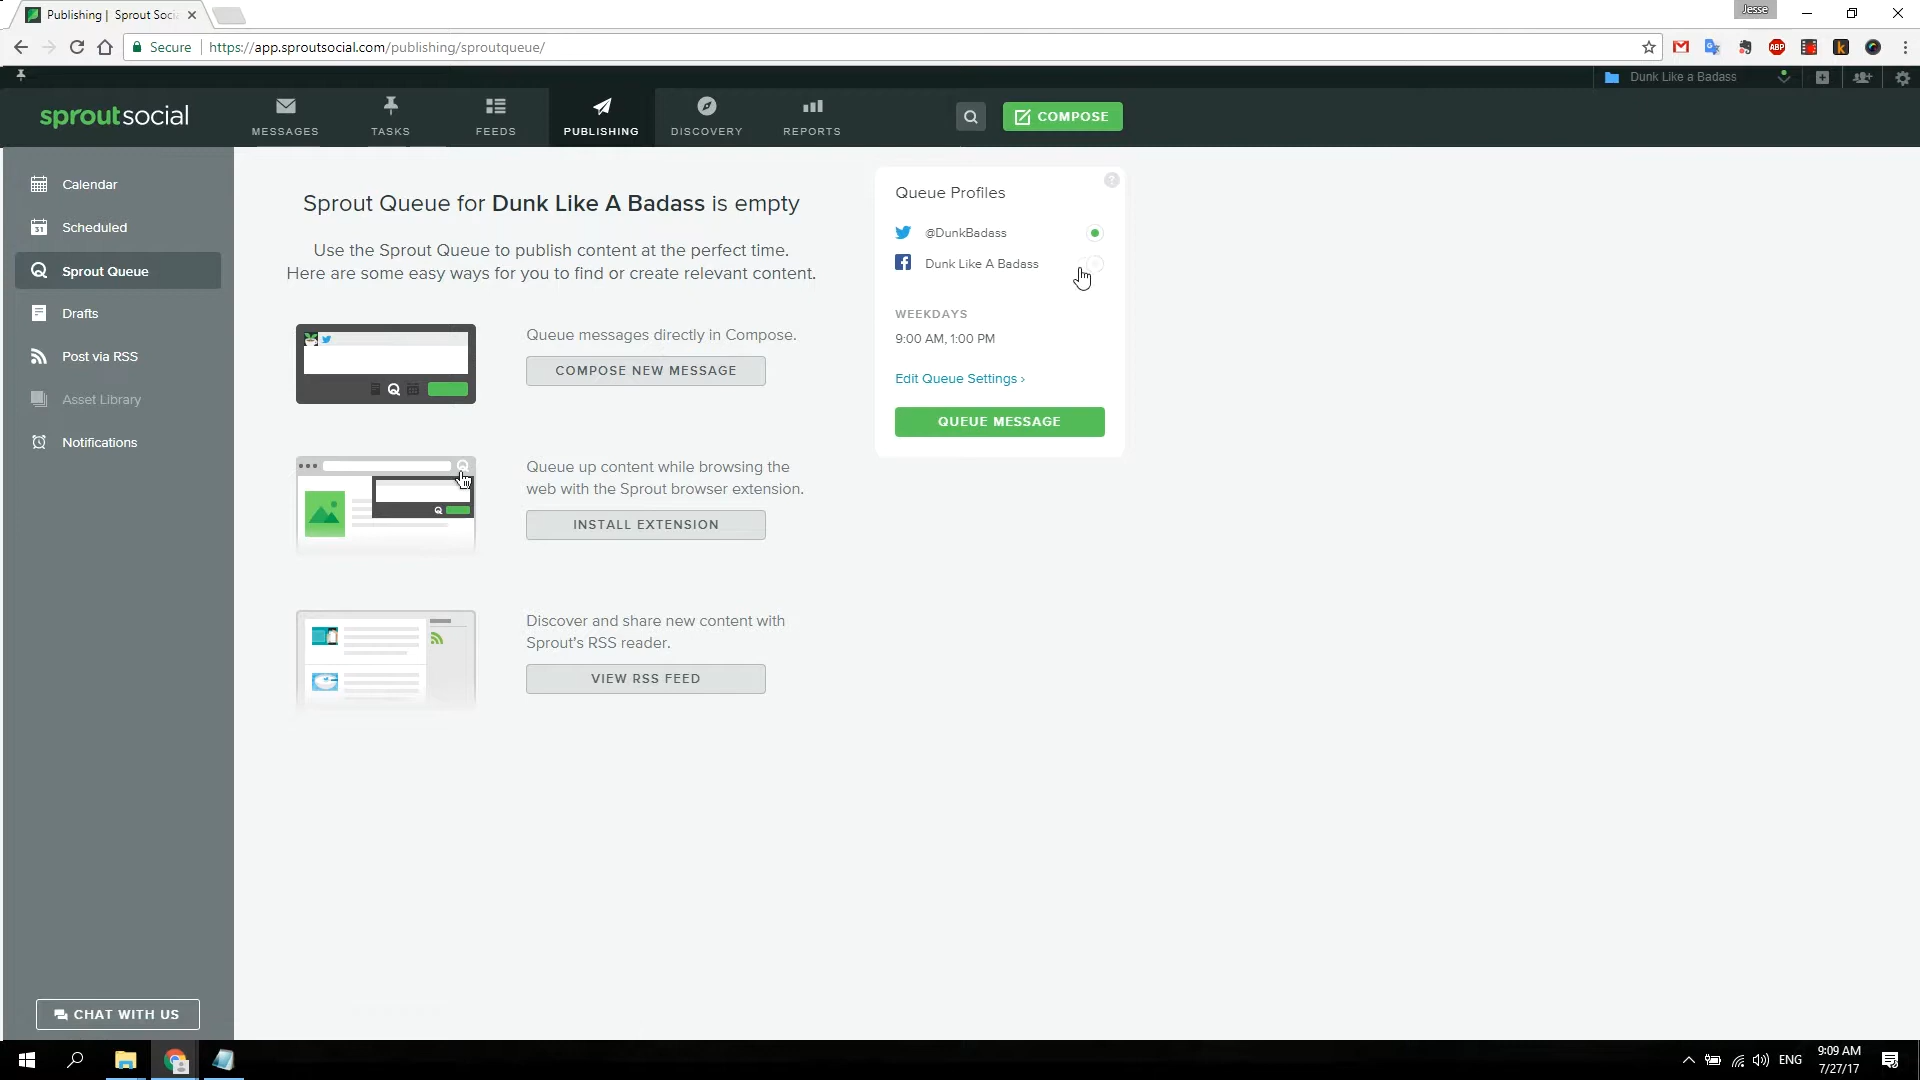 Publishing | Sprout Soci
Jesse
Secure
https://app.sproutsocial.com/publishing/sproutqueue/
ABP
k
Dunk Like a Badass
sproutsocial
MESSAGES
TASKS
FEEDS
PUBLISHING
DISCOVERY
REPORTS
COMPOSE
Calendar
31 Scheduled
Sprout Queue
Drafts
Post via RSS
Asset Library
Notifications
CHAT WITH US
Sprout Queue for Dunk Like A Badass is empty
Use the Sprout Queue to publish content at the perfect time.
Here are some easy ways for you to find or create relevant content.
Queue messages directly in Compose.
COMPOSE NEW MESSAGE
Queue up content while browsing the
web with the Sprout browser extension.
INSTALL EXTENSION
Discover and share new content with
Sprout's RSS reader.
VIEW RSS FEED
Queue Profiles
?
@DunkBadass
Dunk Like A Badass
WEEKDAYS
9:00 AM, 1:00 PM
Edit Queue Settings ›
QUEUE MESSAGE
ENG
9:09 AM
7/27/17